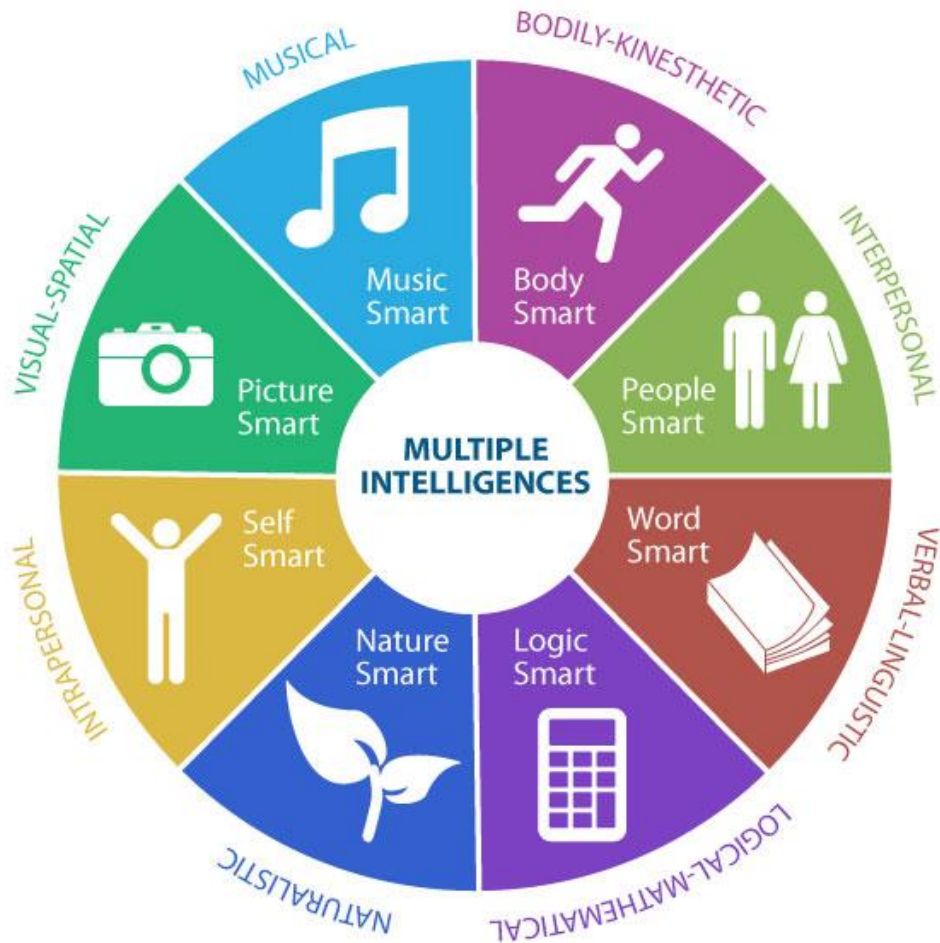 MUSICAL
BODILY-KINESTHETIC
INTERPERSONAL
VERBAL-LINGUISTIC
LOGICAL-MATHEMATICAL
NATURALISTIC
INTRAPERSONAL
VISUAL-SPATIAL
Music
Smart
Body
Smart
People
Smart
Word
Smart
Logic
Smart
Nature
Smart
Self
Smart
Picture
Smart
MULTIPLE
INTELLIGENCES